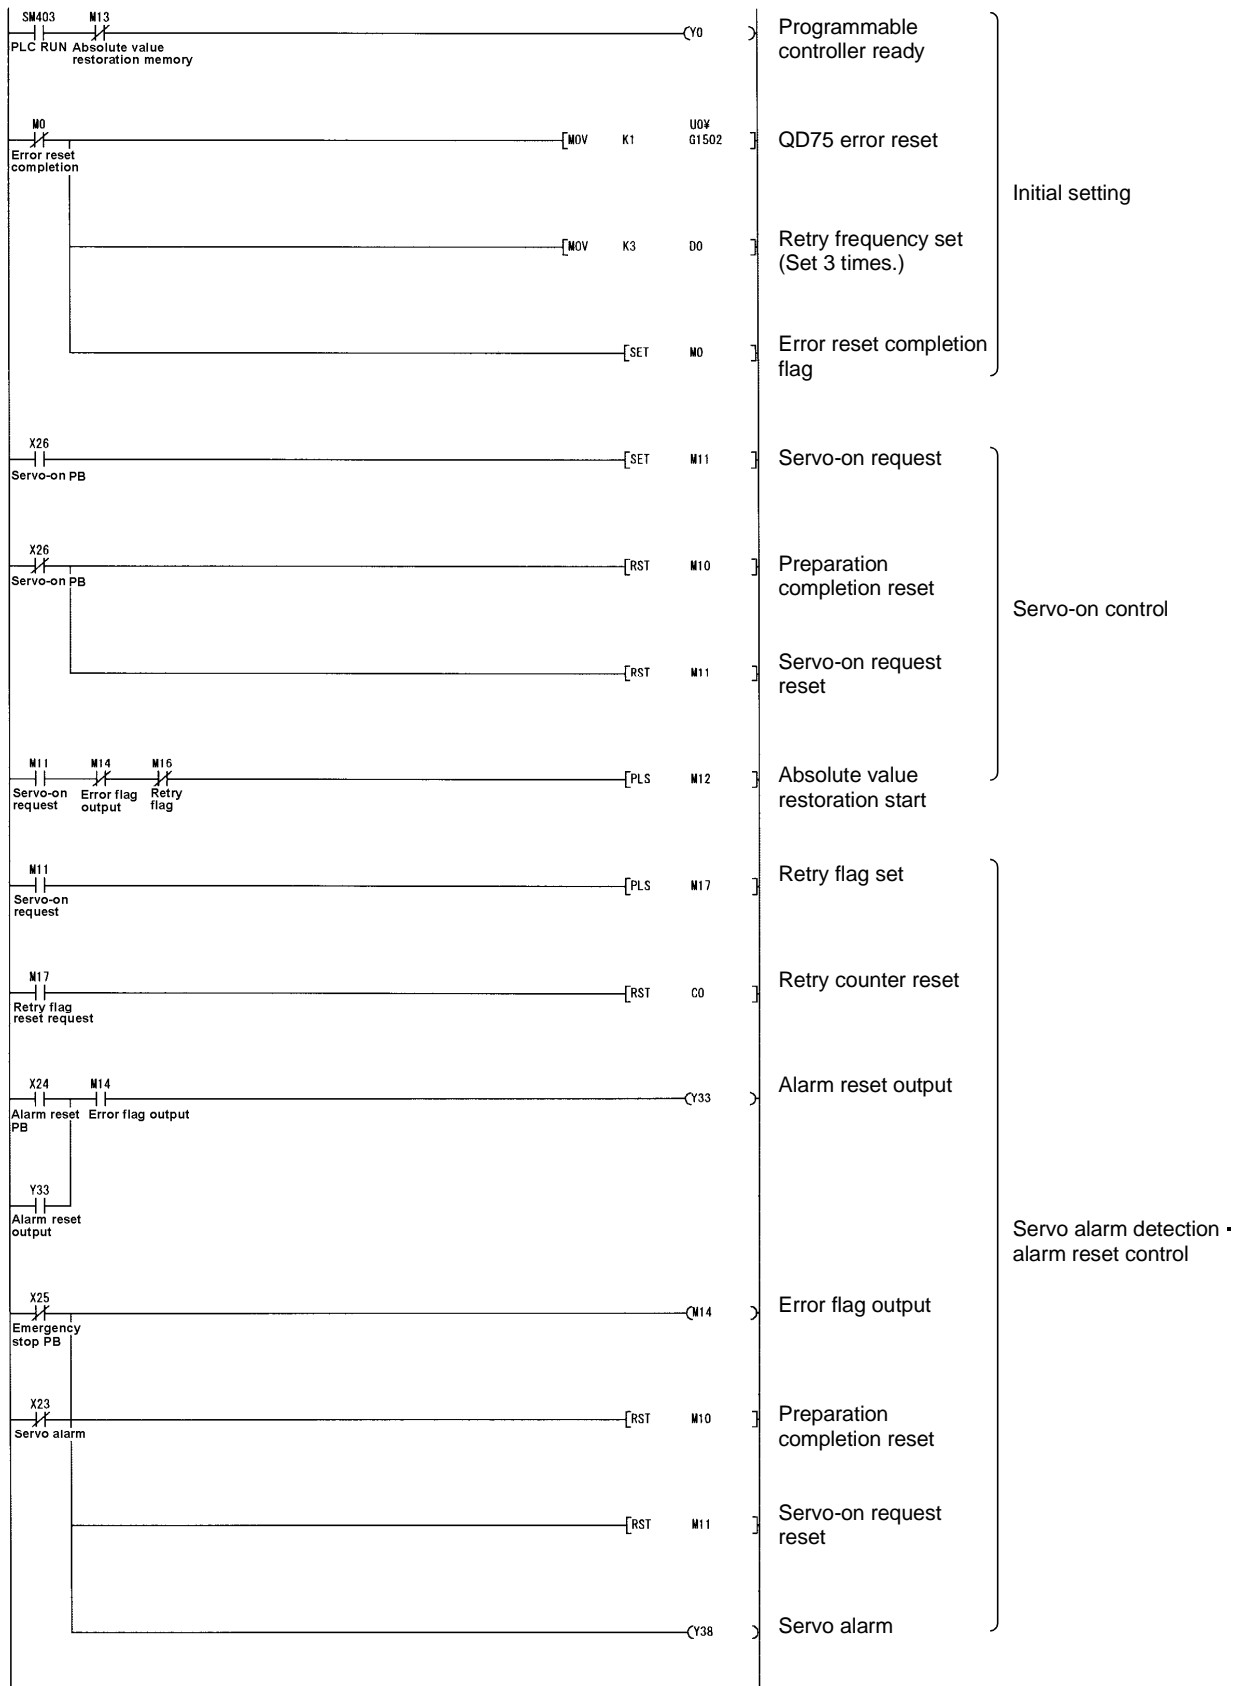 SM403 M13
PLC RUN Absolute value
restoration memory
Y0
Programmable
controller ready
M0
Error reset
completion
MOV K1 U0¥
G1502
QD75 error reset
Initial setting
MOV K3 D0
Retry frequency set
(Set 3 times.)
SET M0
Error reset completion
flag
X26
Servo-on PB
SET M11
Servo-on request
X26
Servo-on PB
RST M10
Preparation
completion reset
Servo-on control
RST M11
Servo-on request
reset
M11 M14 M16
Servo-on
request
Error flag
output
Retry
flag
PLS M12
Absolute value
restoration start
M11
Servo-on
request
PLS M17
Retry flag set
M17
Retry flag
reset request
RST C0
Retry counter reset
X24 M14
Alarm reset
PB
Error flag output
Y33
Alarm reset output
Y33
Alarm reset
output
Servo alarm detection ·
alarm reset control
X25
Emergency
stop PB
M14
Error flag output
X23
Servo alarm
RST M10
Preparation
completion reset
RST M11
Servo-on request
reset
Y38
Servo alarm